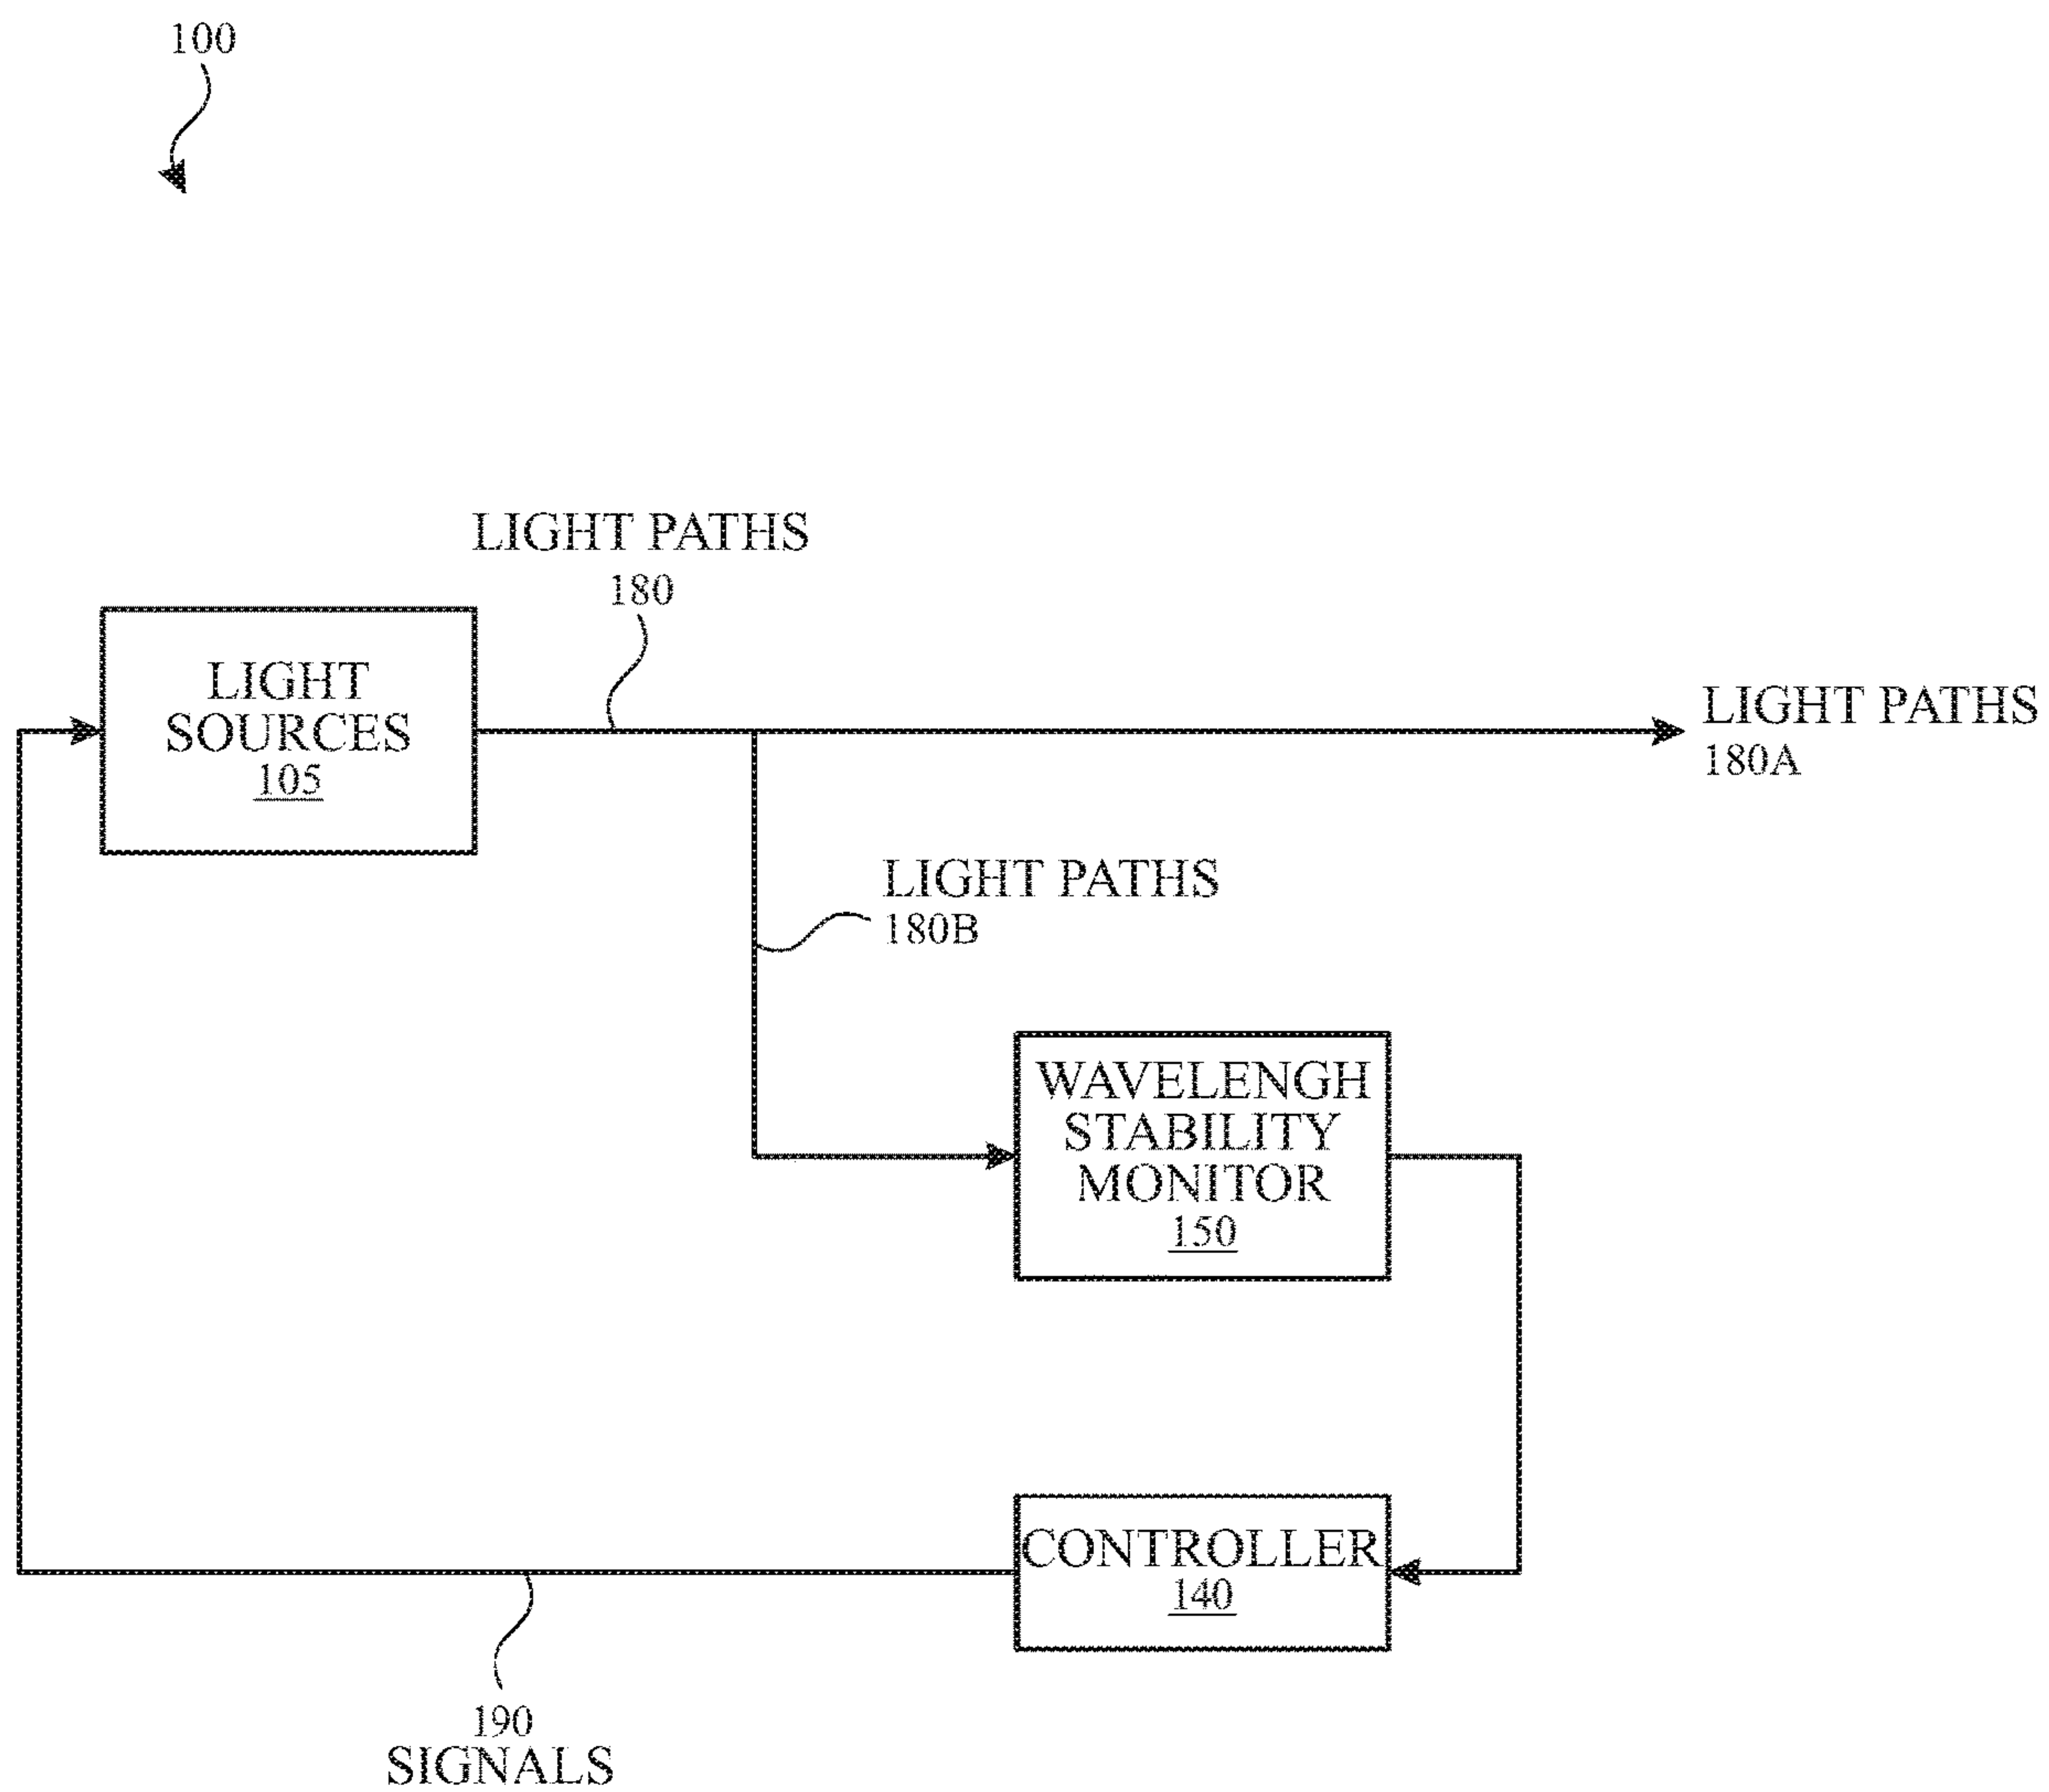 100
LIGHT PATHS
180
LIGHT
SOURCES
105
LIGHT PATHS
180A
LIGHT PATHS
180B
WAVELENGH
STABILITY
MONITOR
150
CONTROLLER
140
190
SIGNALS